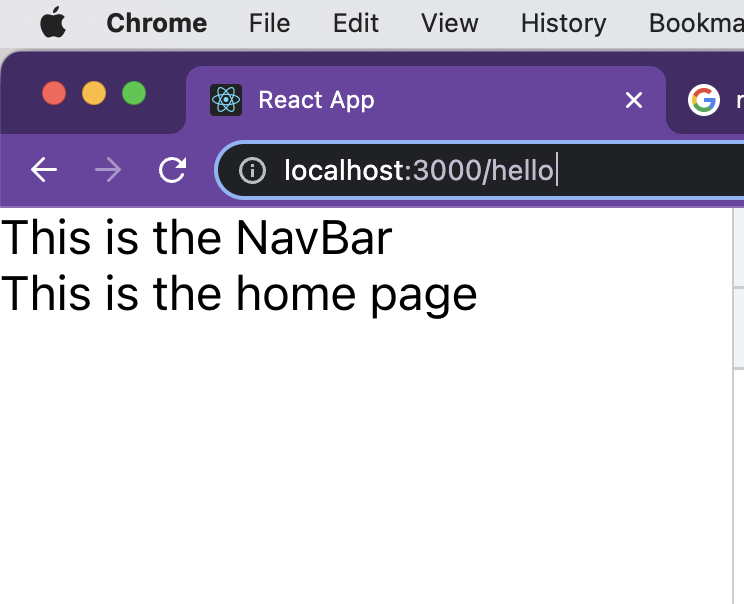 Chrome File Edit View History Bookma
React App
localhost:3000/hello
This is the NavBar
This is the home page